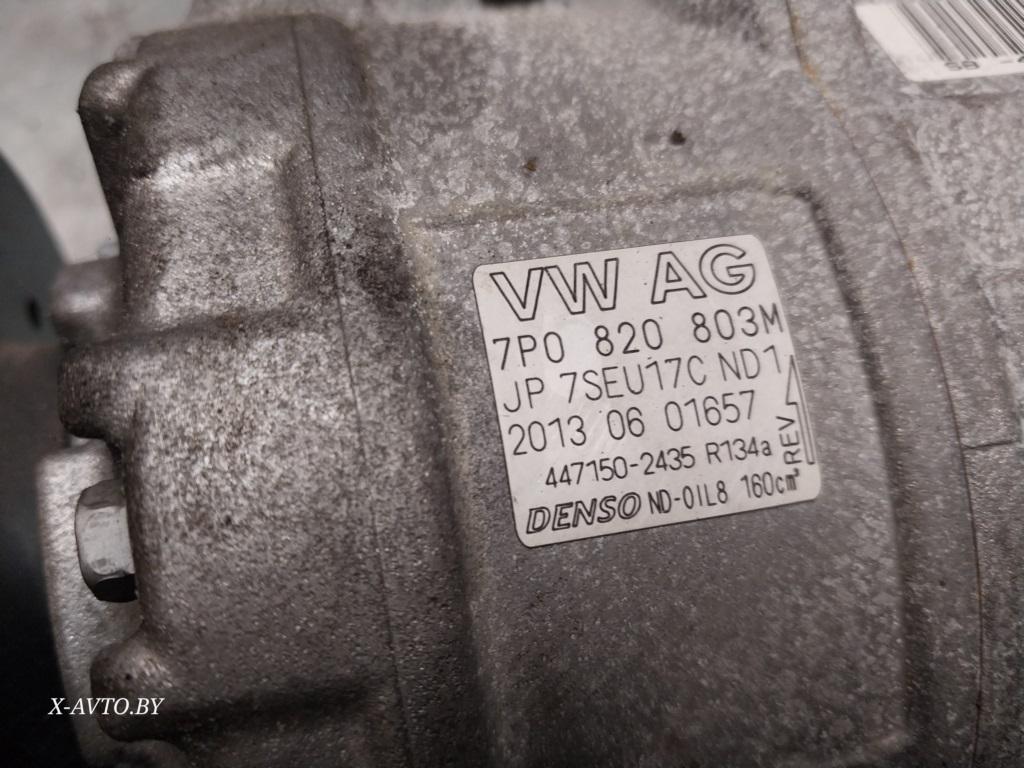 VW AG
7P0 820 803M
JP 7SEU17C ND1
2013 06 01657
447150-2435 R134a
DENSO ND-OIL8 160cm³
REV
X-AVTO.BY